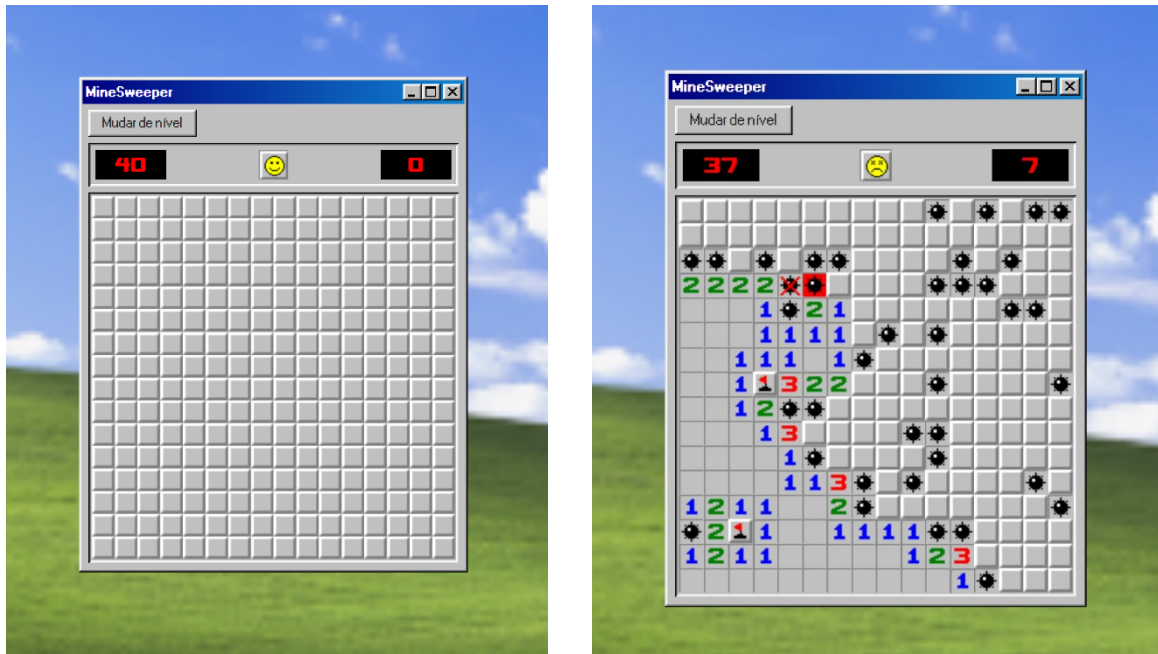 MineSweeper
Mudar de nível
40 0
MineSweeper
Mudar de nível
37 7
2 2 2 2
1 2 1
1 1 1 1
1 1 1 1
1 3 2 2
1 2
1 3
1
1 1 3
1 2 1 1 2
2 1 1 1 1 1
1 2 1 1 1 2 3
1